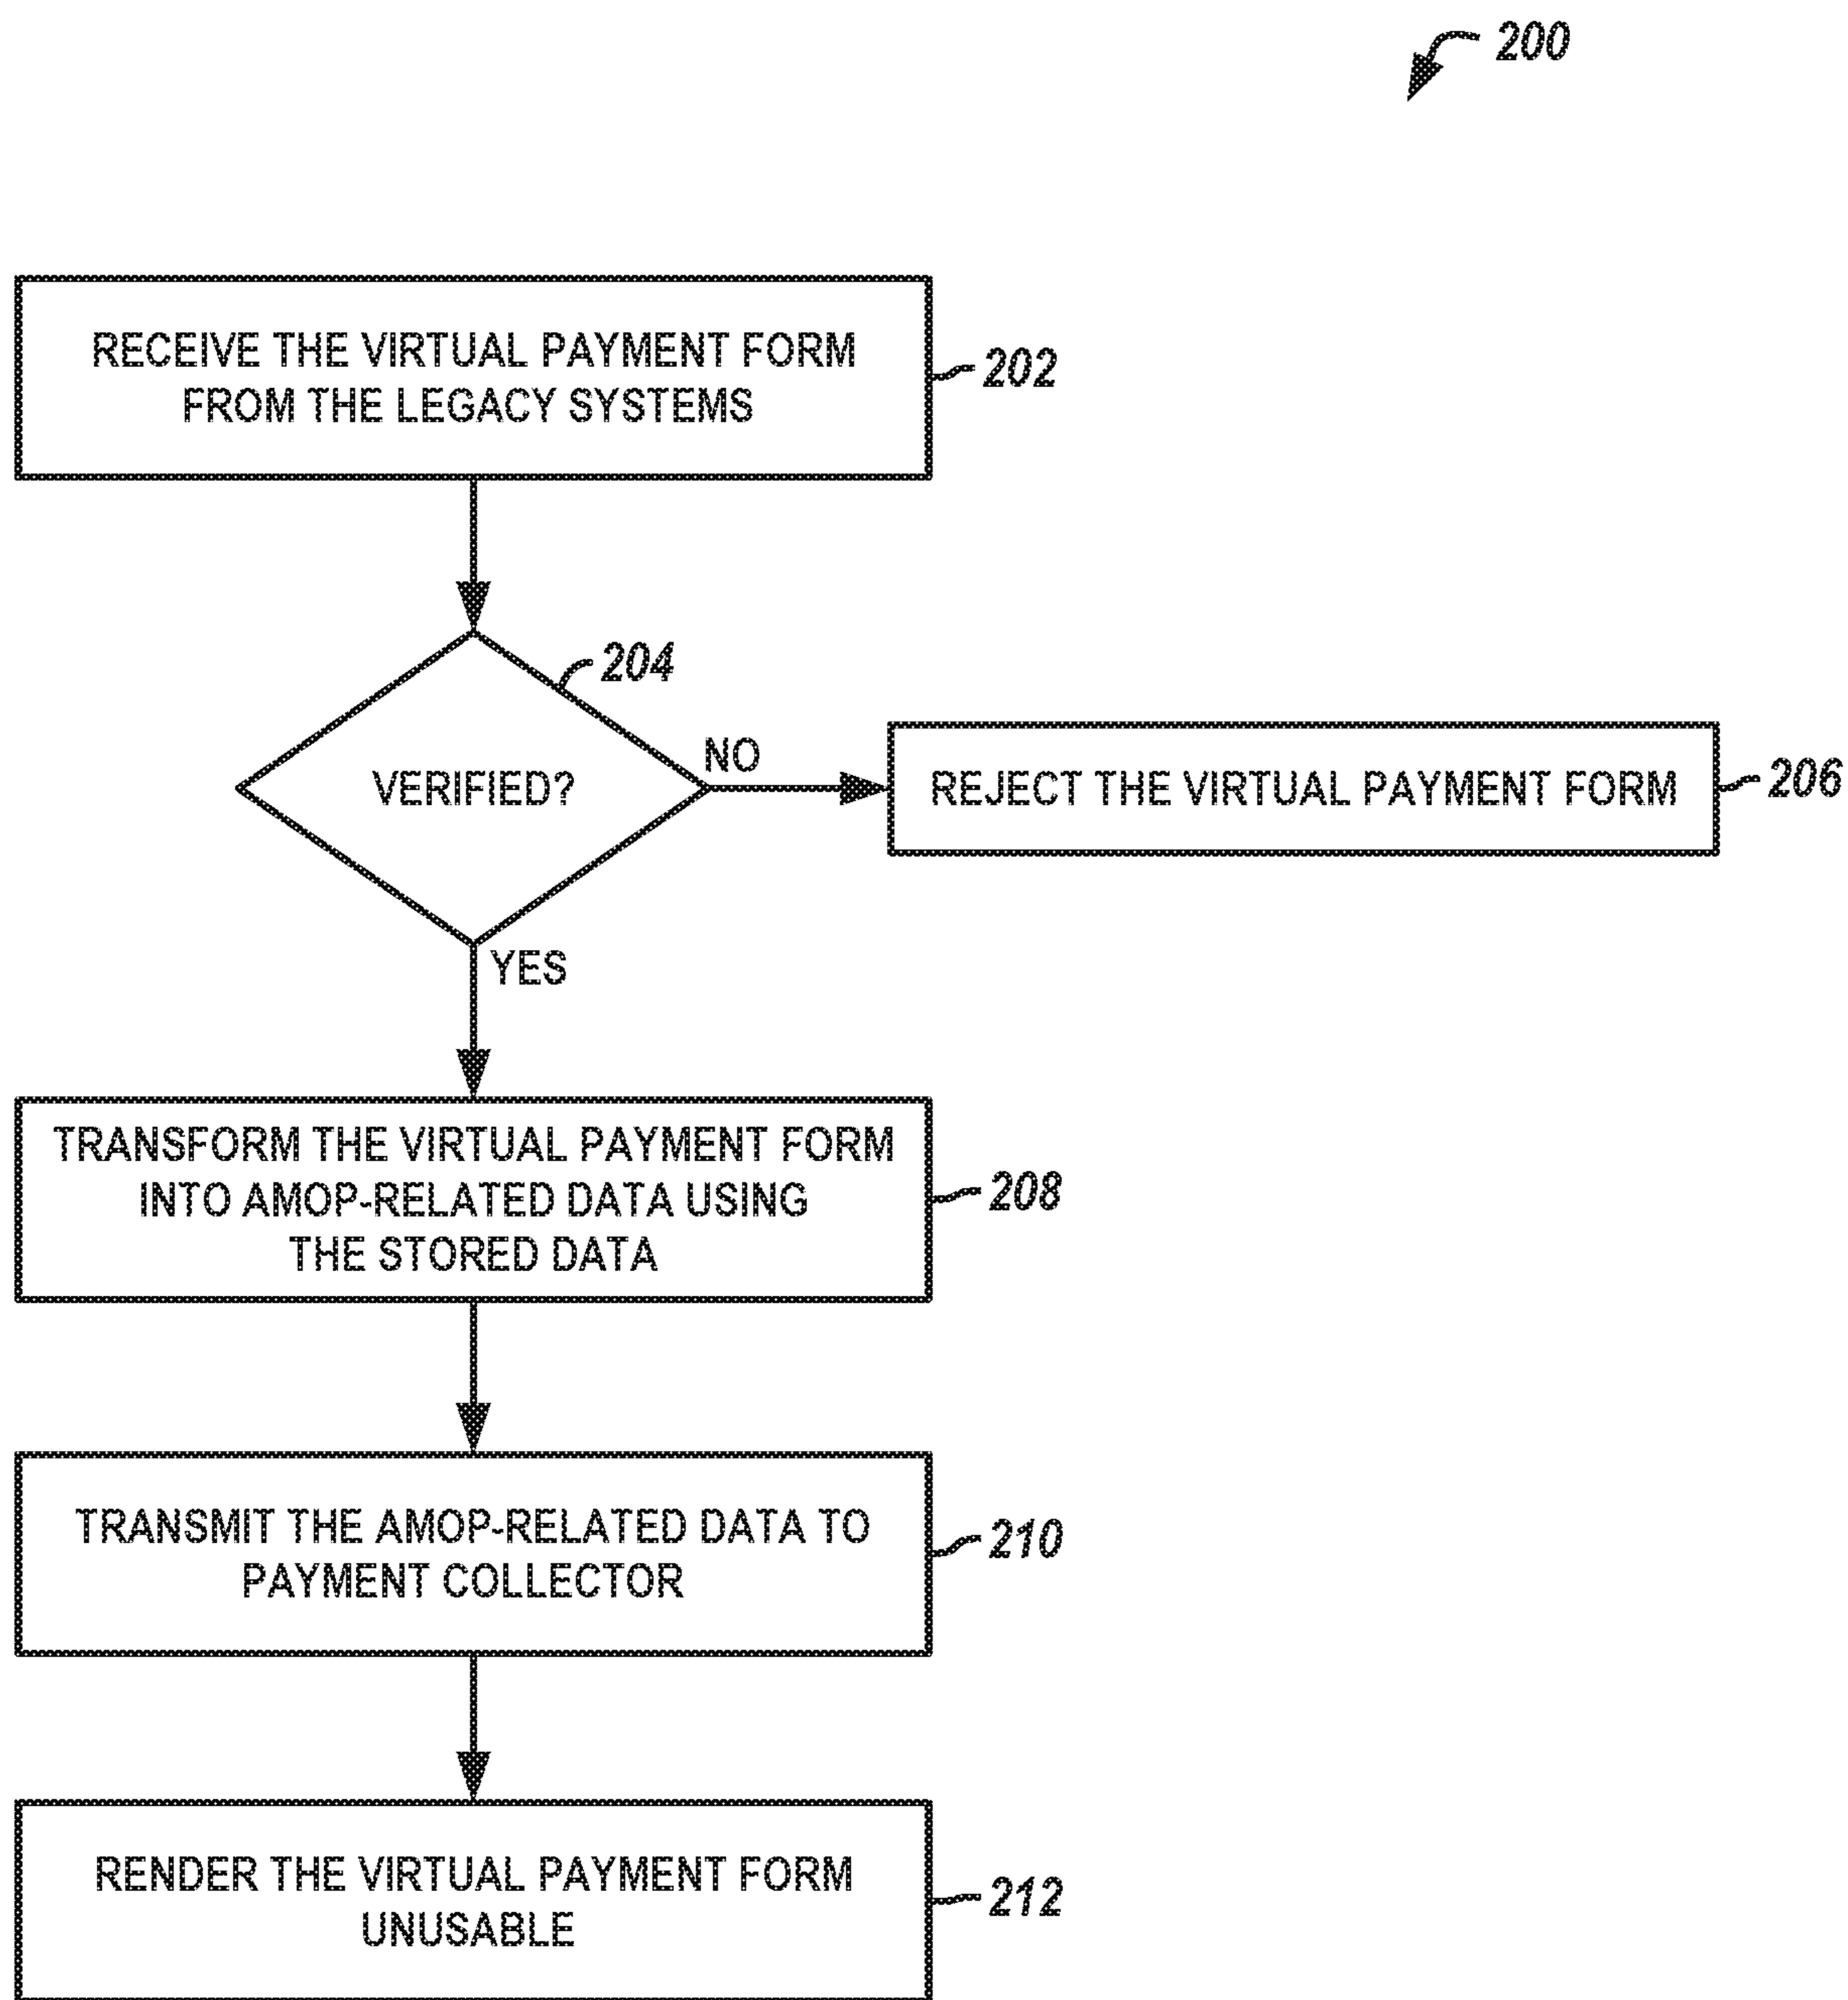 200
RECEIVE THE VIRTUAL PAYMENT FORM
FROM THE LEGACY SYSTEMS
202
204
VERIFIED?
NO
REJECT THE VIRTUAL PAYMENT FORM
206
YES
TRANSFORM THE VIRTUAL PAYMENT FORM
INTO AMOP-RELATED DATA USING
THE STORED DATA
208
TRANSMIT THE AMOP-RELATED DATA TO
PAYMENT COLLECTOR
210
RENDER THE VIRTUAL PAYMENT FORM
UNUSABLE
212